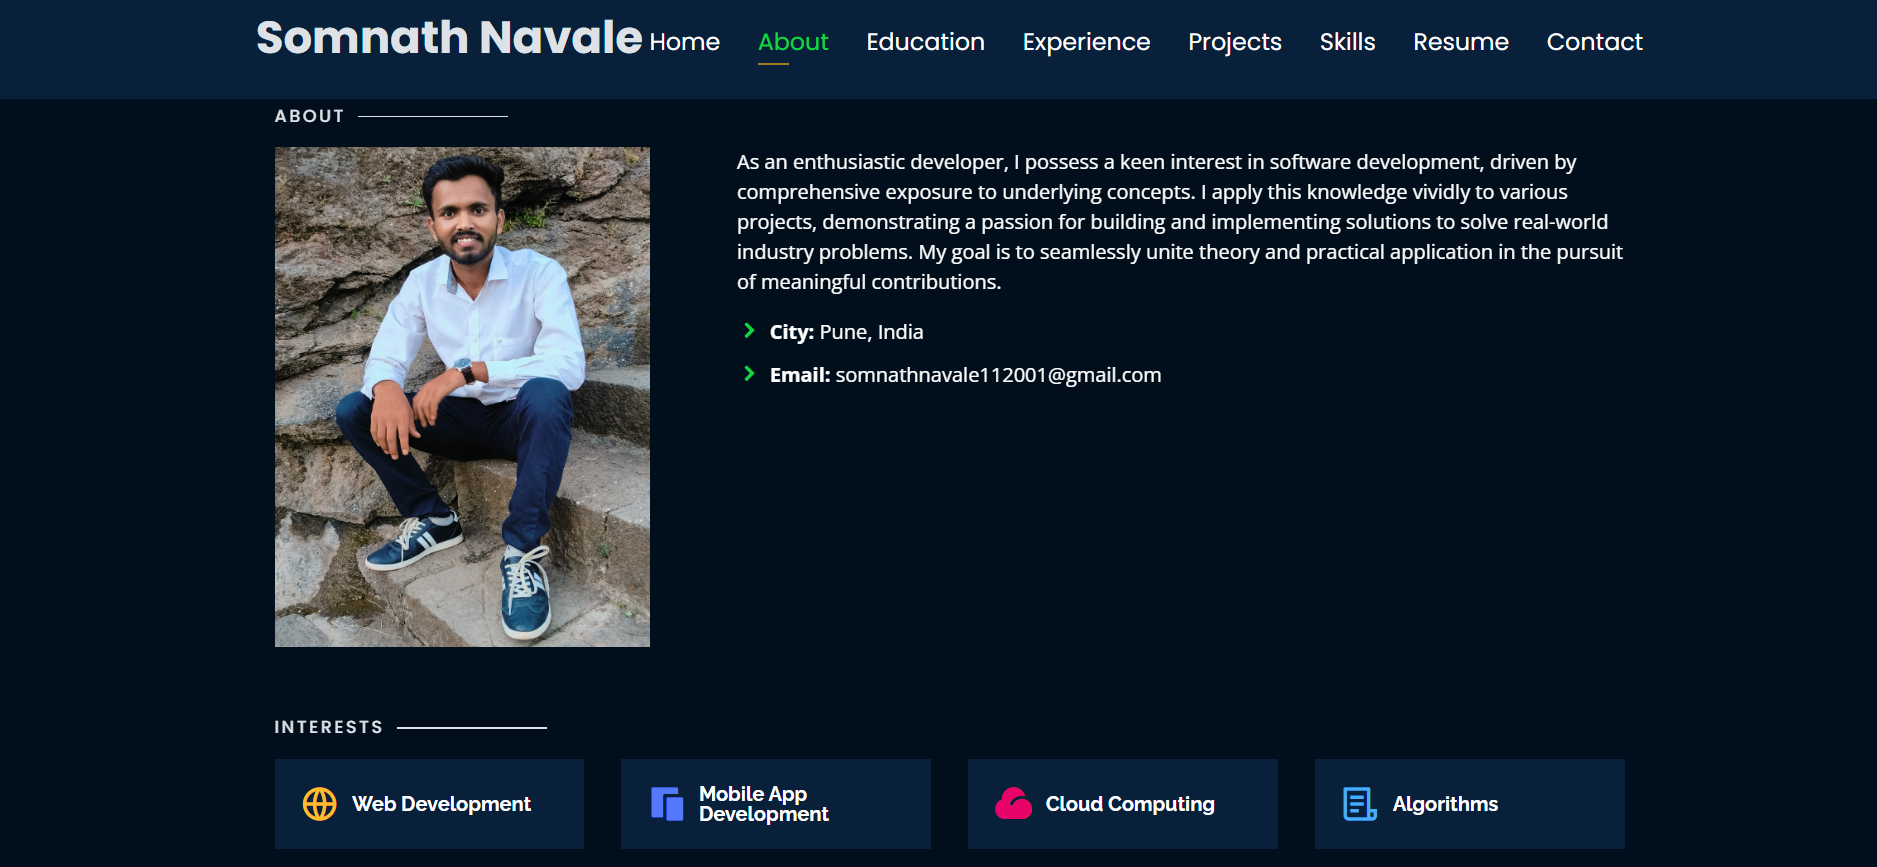 Somnath Navale Home About Education Experience Projects Skills Resume Contact
ABOUT
As an enthusiastic developer, I possess a keen interest in software development, driven by
comprehensive exposure to underlying concepts. I apply this knowledge vividly to various
projects, demonstrating a passion for building and implementing solutions to solve real-world
industry problems. My goal is to seamlessly unite theory and practical application in the pursuit
of meaningful contributions.
City: Pune, India
Email: somnathnavale112001@gmail.com
INTERESTS
Web Development
Mobile App
Development
Cloud Computing
Algorithms